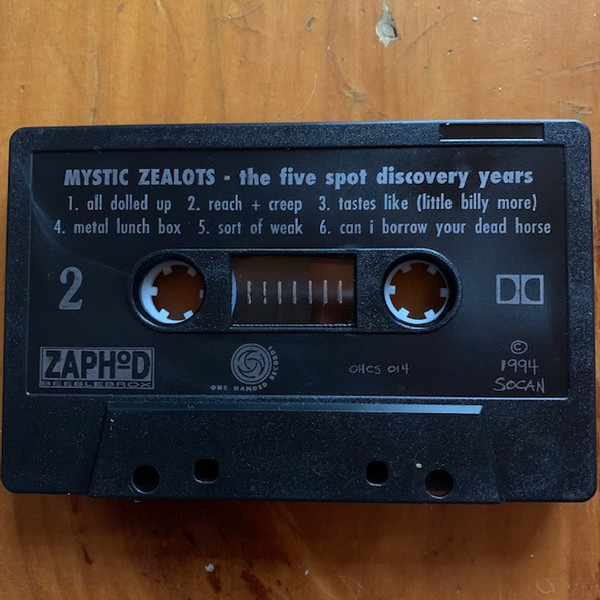 MYSTIC ZEALOTS - the five spot discovery years
1. all dolled up 2. reach + creep 3. tastes like (little billy more)
4. metal lunch box 5. sort of weak 6. can i borrow your dead horse
2
ZAPHOD
BEEBLEBROX
ONE HANDED RECORDS
OHCS 014
©
1994
SOCAN